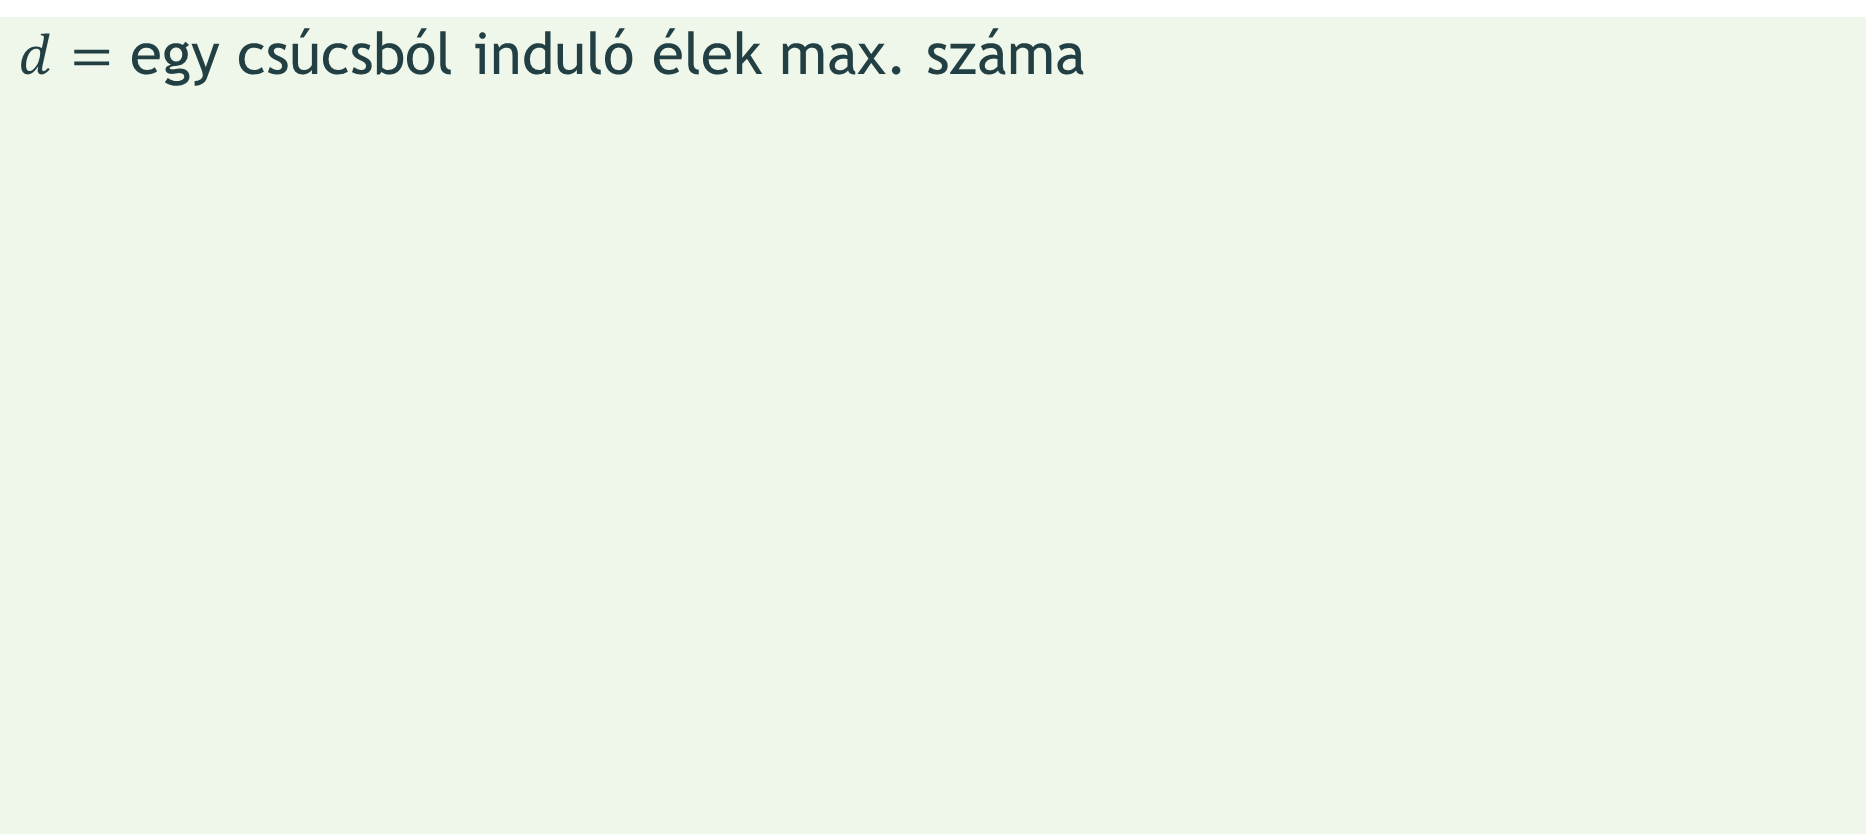 d = egy csúcsból induló élek max. száma